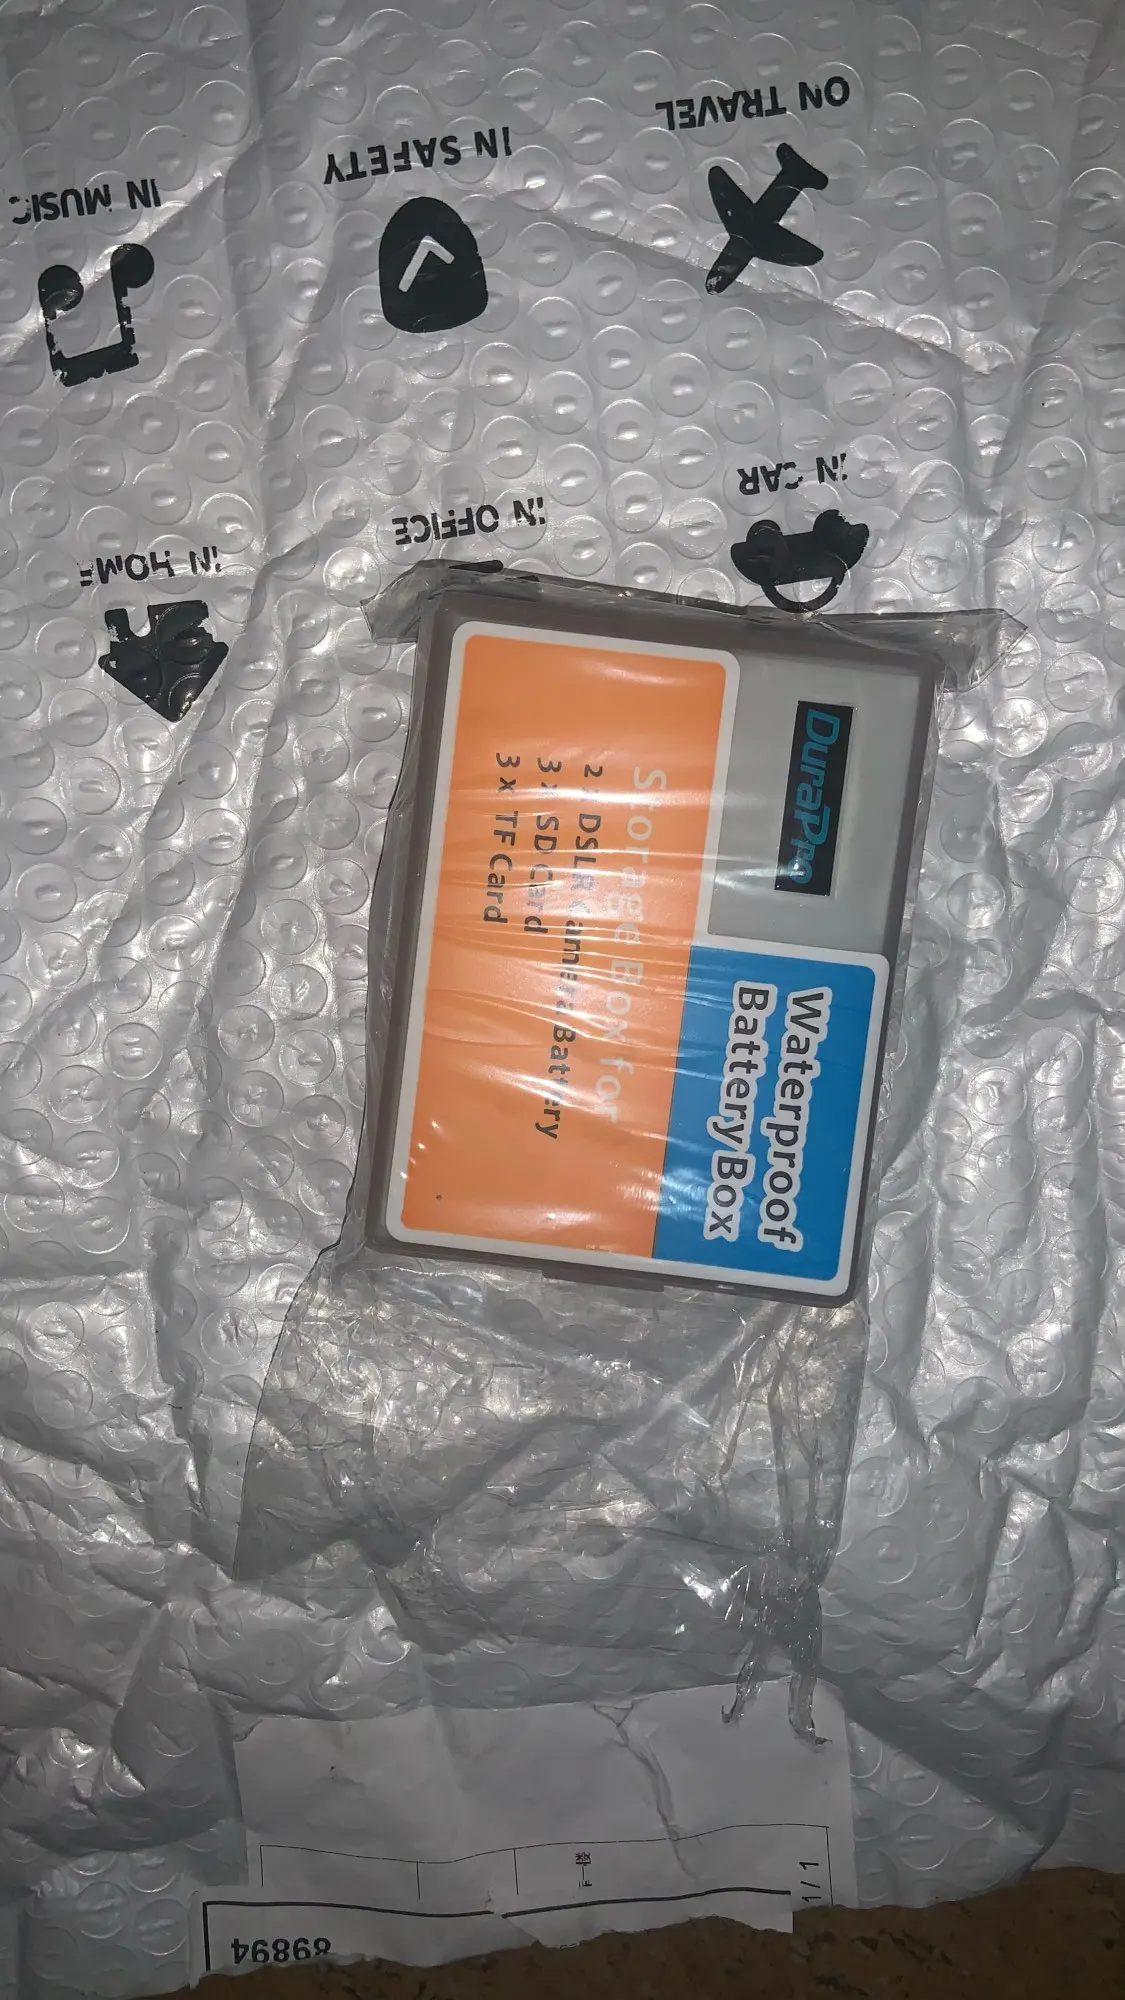 ON TRAVEL
IN SAFETY
IN MUSIC
IN CAR
IN OFFICE
IN HOME
DuraPro
Waterproof
Battery Box
Storage Box for
2 x DSLR Camera Battery
3 x SD Card
3 x TF Card
1/1
89894